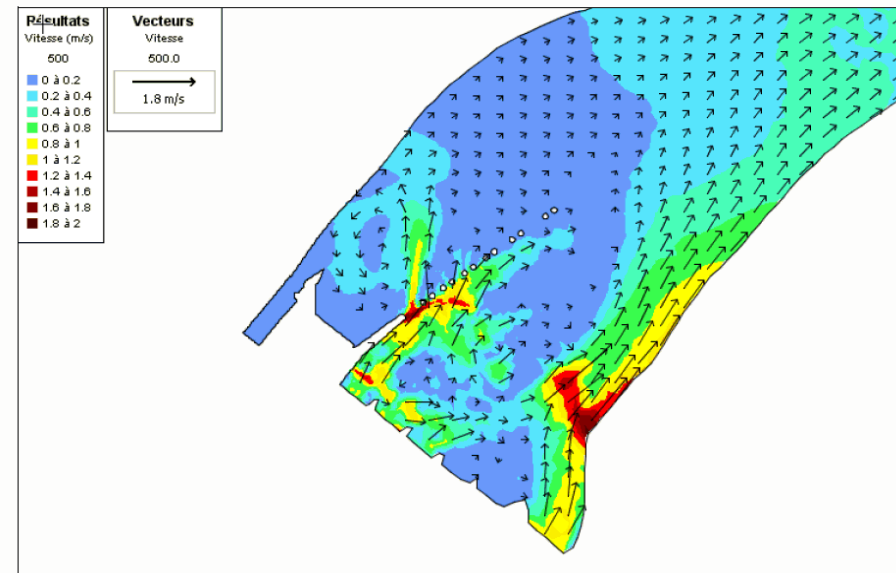 Résultats
Vitesse (m/s)
500
0 à 0.2
0.2 à 0.4
0.4 à 0.6
0.6 à 0.8
0.8 à 1
1 à 1.2
1.2 à 1.4
1.4 à 1.6
1.6 à 1.8
1.8 à 2
Vecteurs
Vitesse
500.0
1.8 m/s